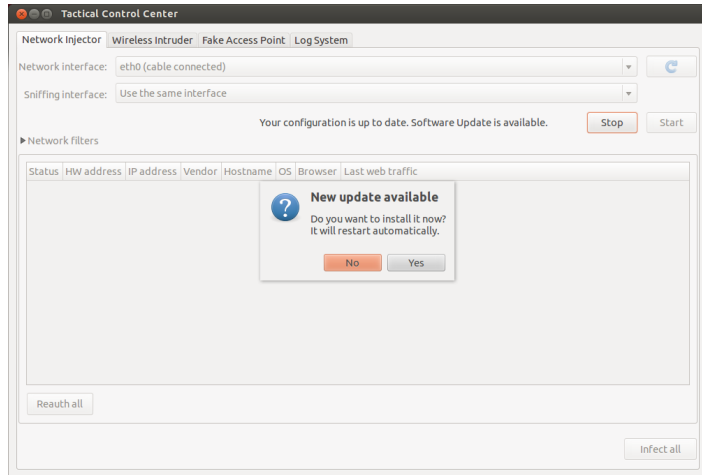 Tactical Control Center
Network Injector Wireless Intruder Fake Access Point Log System
Network interface: eth0 (cable connected)
Sniffing interface: Use the same interface
Your configuration is up to date. Software Update is available. Stop Start
Network filters
Status HW address IP address Vendor Hostname OS Browser Last web traffic
New update available
Do you want to install it now?
It will restart automatically.
No Yes
Reauth all
Infect all